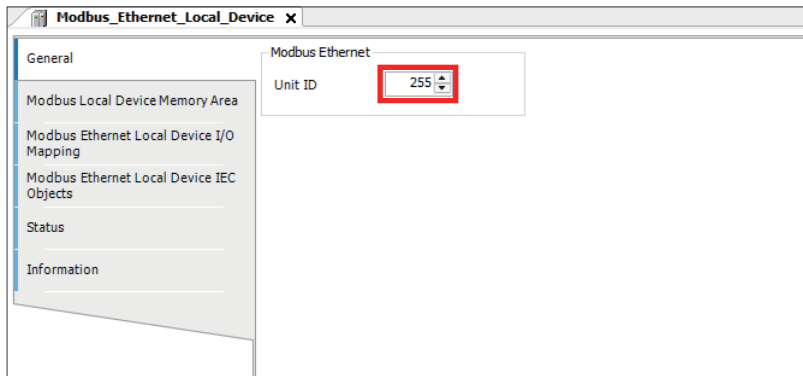 Modbus_Ethernet_Local_Device X
General
Modbus Local Device Memory Area
Modbus Ethernet Local Device I/O
Mapping
Modbus Ethernet Local Device IEC
Objects
Status
Information
Modbus Ethernet
Unit ID 255